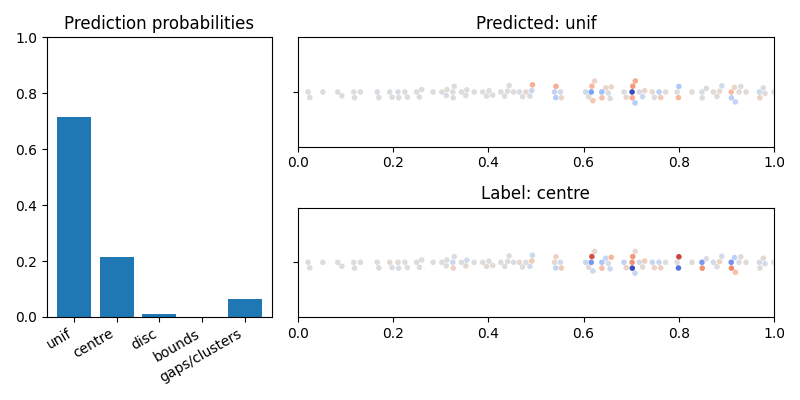 Prediction probabilities
1.0
0.8
0.6
0.4
0.2
0.0
unif
centre
disc
bounds
gaps/clusters
Predicted: unif
0.0 0.2 0.4 0.6 0.8 1.0
Label: centre
0.0 0.2 0.4 0.6 0.8 1.0